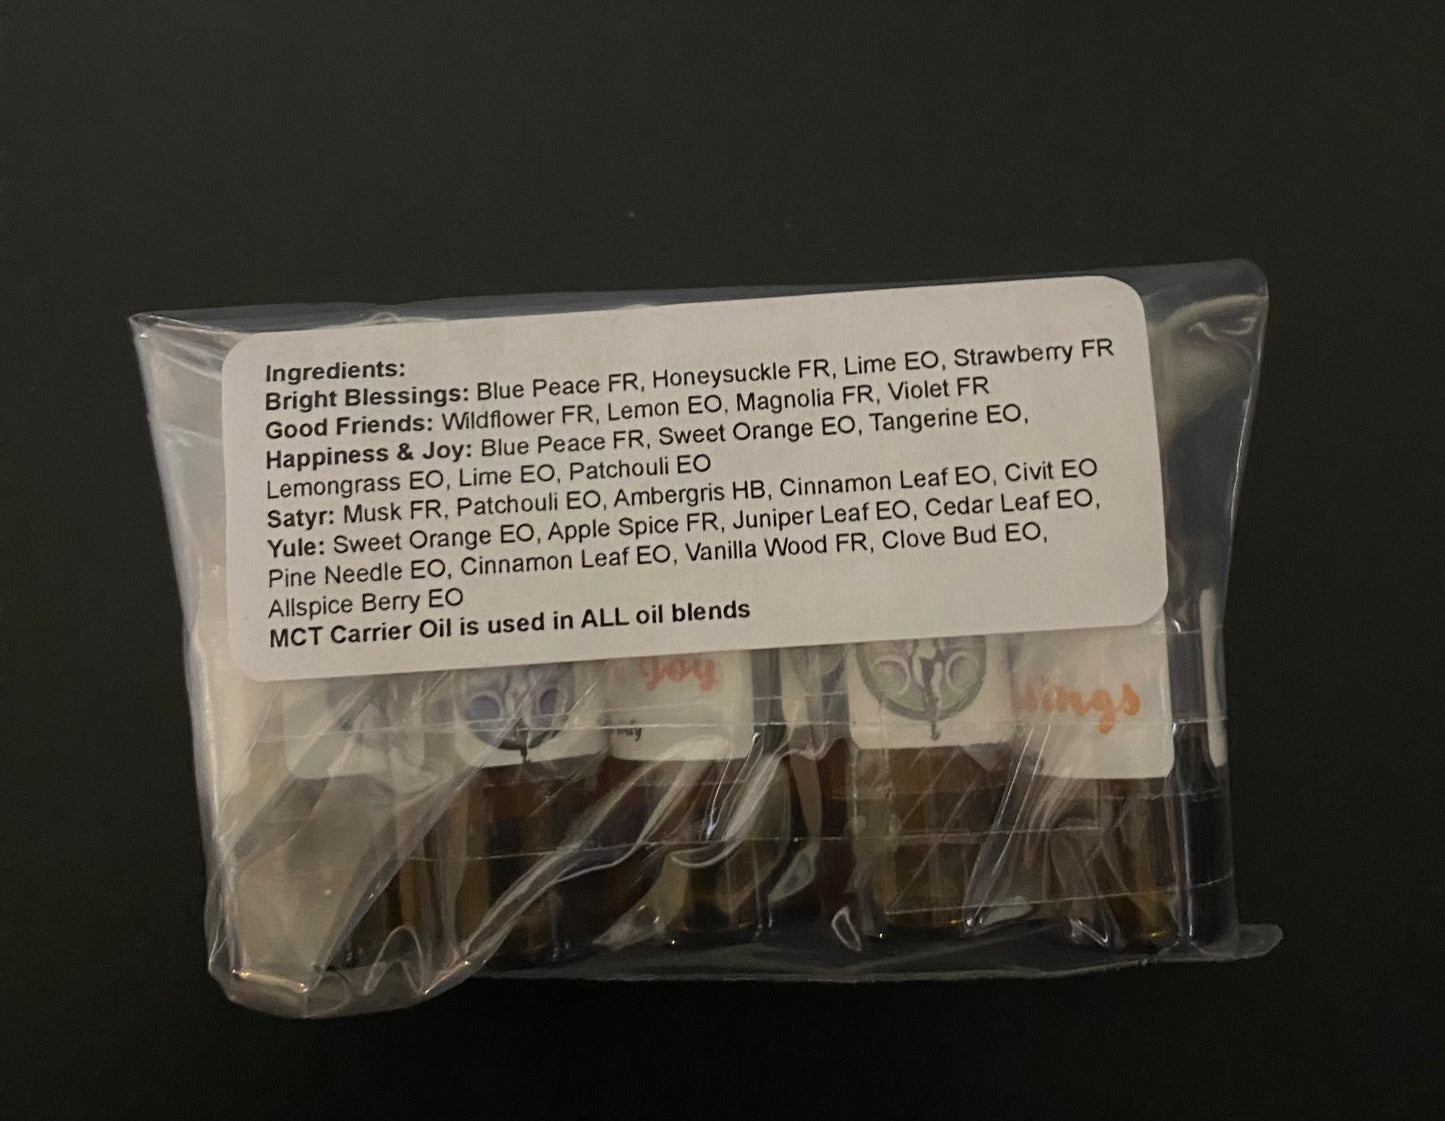 Ingredients:
Bright Blessings: Blue Peace FR, Honeysuckle FR, Lime EO, Strawberry FR
Good Friends: Wildflower FR, Lemon EO, Magnolia FR, Violet FR
Happiness & Joy: Blue Peace FR, Sweet Orange EO, Tangerine EO,
Lemongrass EO, Lime EO, Patchouli EO
Satyr: Musk FR, Patchouli EO, Ambergris HB, Cinnamon Leaf EO, Civit EO
Yule: Sweet Orange EO, Apple Spice FR, Juniper Leaf EO, Cedar Leaf EO,
Pine Needle EO, Cinnamon Leaf EO, Vanilla Wood FR, Clove Bud EO,
Allspice Berry EO
MCT Carrier Oil is used in ALL oil blends
Joy